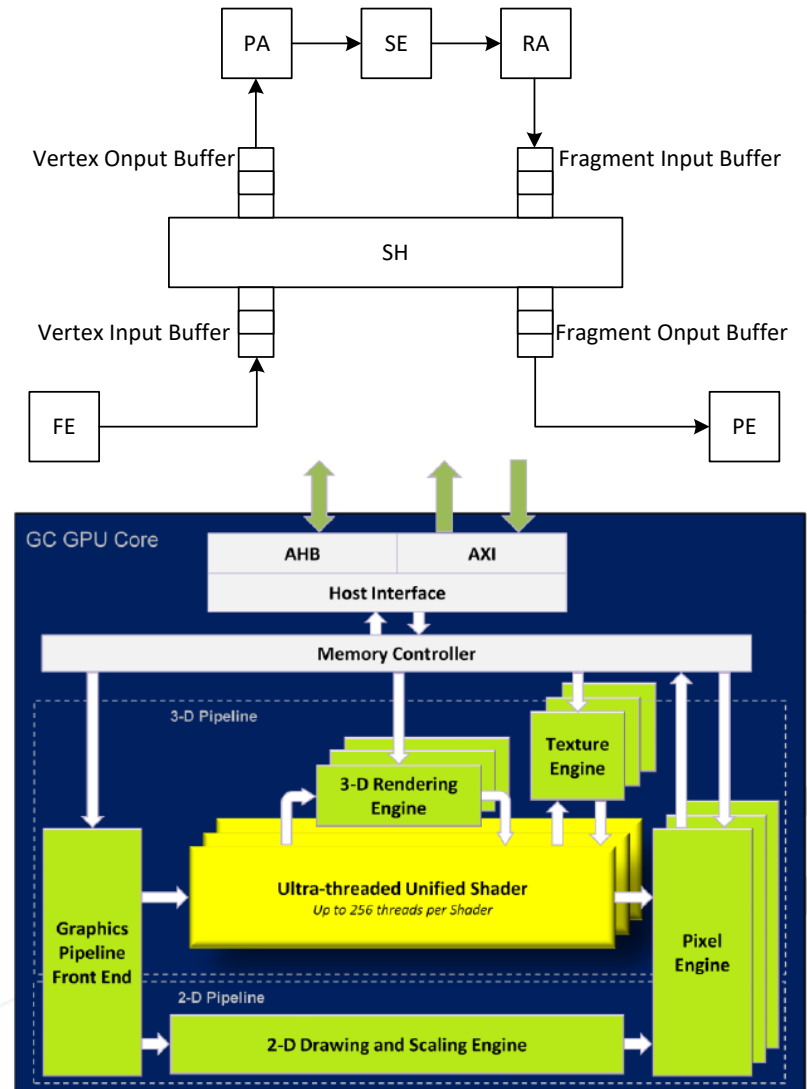 PA
SE
RA
Vertex Onput Buffer
Fragment Input Buffer
SH
Vertex Input Buffer
Fragment Onput Buffer
FE
PE
GC GPU Core
AHB
AXI
Host Interface
Memory Controller
3-D Pipeline
Texture
Engine
3-D Rendering
Engine
Ultra-threaded Unified Shader
Up to 256 threads per Shader
Graphics
Pipeline
Front End
Pixel
Engine
2-D Pipeline
2-D Drawing and Scaling Engine